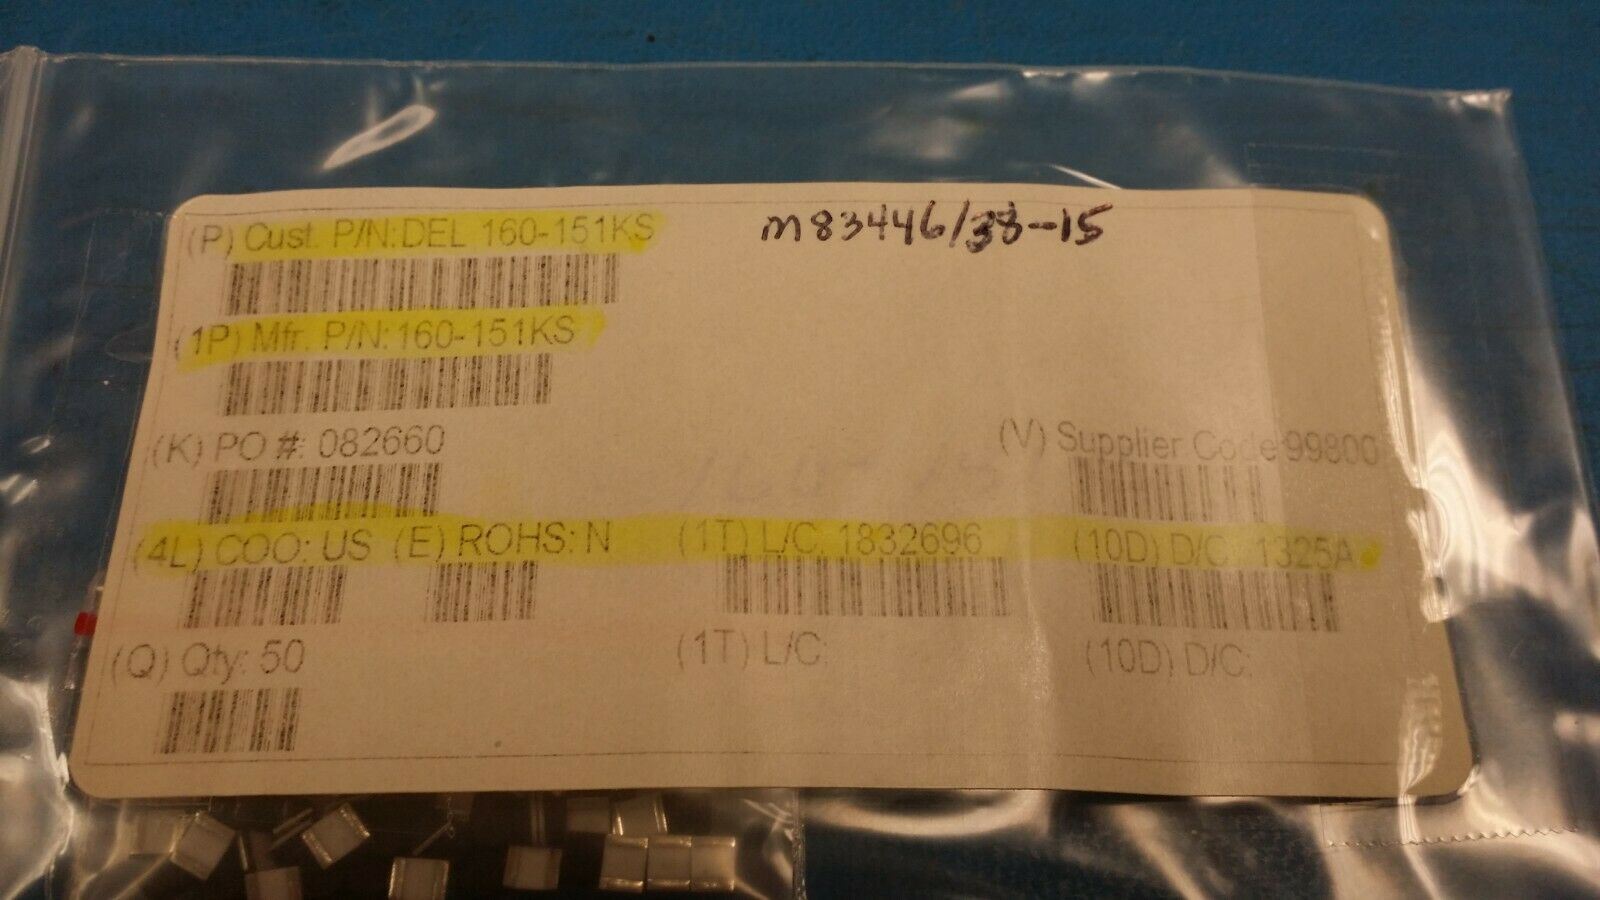 (P) Cust. P/N:DEL 160-151KS
m83446/38-15
(1P) Mfr. P/N:160-151KS
(K) PO #: 082660
(V) Supplier Code 99800
(4L) COO: US (E) ROHS: N (1T) L/C: 1832696 (10D) D/C: 1325A
(Q) Qty: 50 (1T) L/C: (10D) D/C: